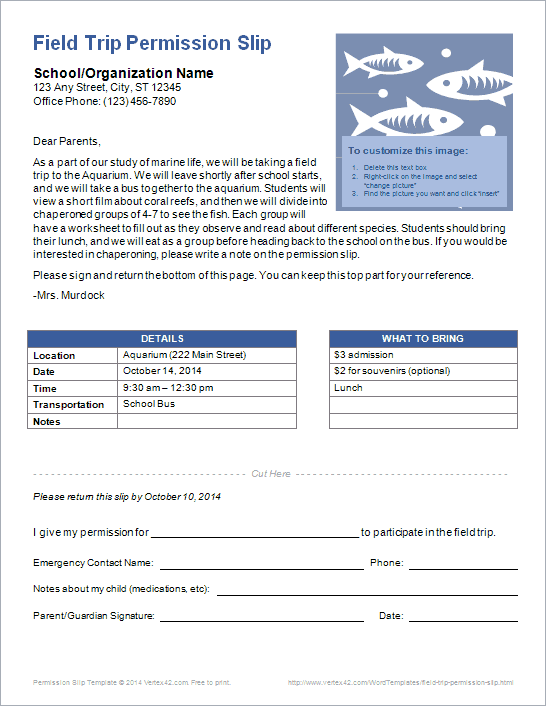 Field Trip Permission Slip
School/Organization Name
123 Any Street, City, ST 12345
Office Phone: (123) 456-7890
To customize this image:
1. Delete this text box
2. Right-click on the image and select
"change picture"
3. Find the picture you want and click "insert"
Dear Parents,
As a part of our study of marine life, we will be taking a field
trip to the Aquarium. We will leave shortly after school starts,
and we will take a bus together to the aquarium. Students will
view a short film about coral reefs, and then we will divide into
chaperoned groups of 4-7 to see the fish. Each group will
have a worksheet to fill out as they observe and read about different species. Students should bring
their lunch, and we will eat as a group before heading back to the school on the bus. If you would be
interested in chaperoning, please write a note on the permission slip.
Please sign and return the bottom of this page. You can keep this top part for your reference.
-Mrs. Murdock
DETAILS
Location Aquarium (222 Main Street)
Date October 14, 2014
Time 9:30 am – 12:30 pm
Transportation School Bus
Notes
WHAT TO BRING
$3 admission
$2 for souvenirs (optional)
Lunch
Cut Here
Please return this slip by October 10, 2014
I give my permission for to participate in the field trip.
Emergency Contact Name: Phone:
Notes about my child (medications, etc):
Parent/Guardian Signature: Date:
Permission Slip Template © 2014 Vertex42.com. Free to print. http://www.vertex42.com/WordTemplates/field-trip-permission-slip.html